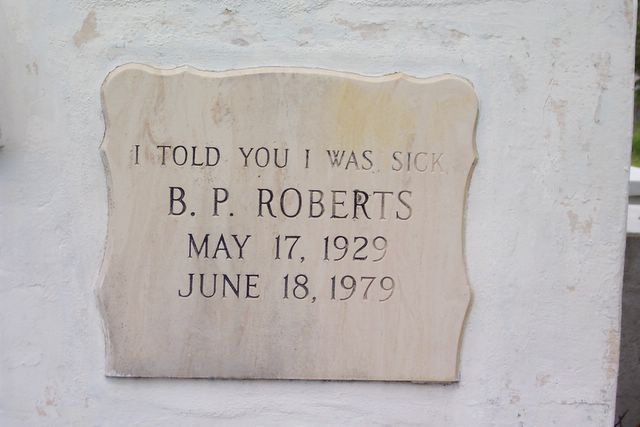 I TOLD YOU I WAS SICK
B. P. ROBERTS
MAY 17, 1929
JUNE 18, 1979